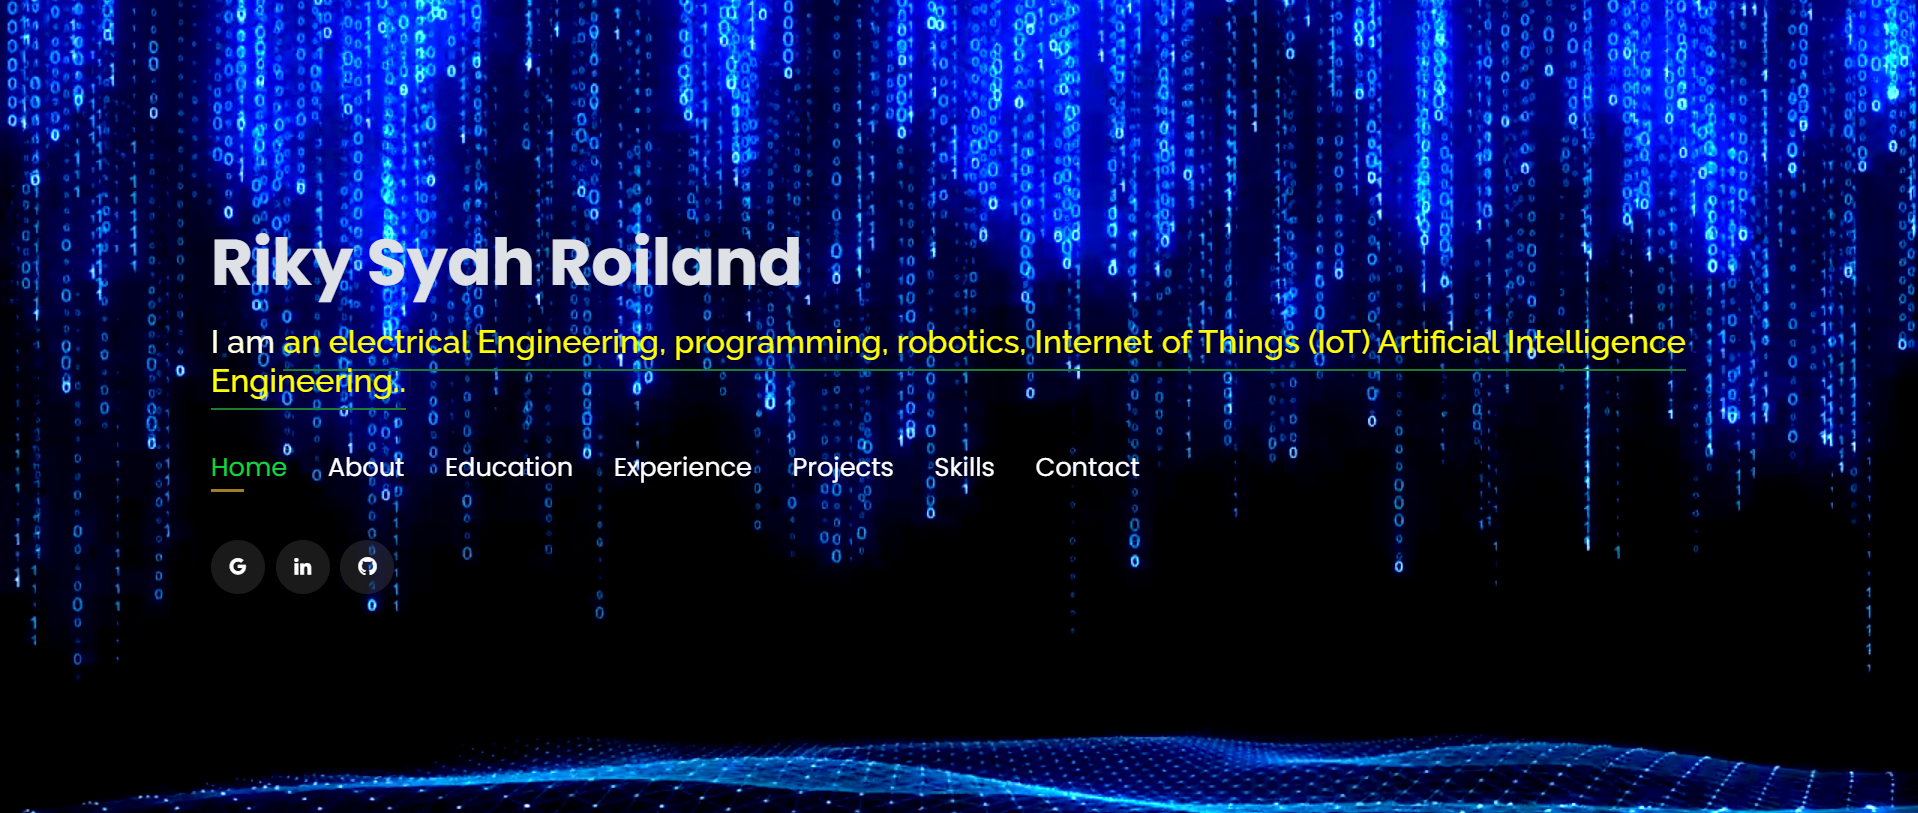 Riky Syah Roiland
I am an electrical Engineering, programming, robotics, Internet of Things (IoT) Artificial Intelligence
Engineering..
Home About Education Experience Projects Skills Contact
G in